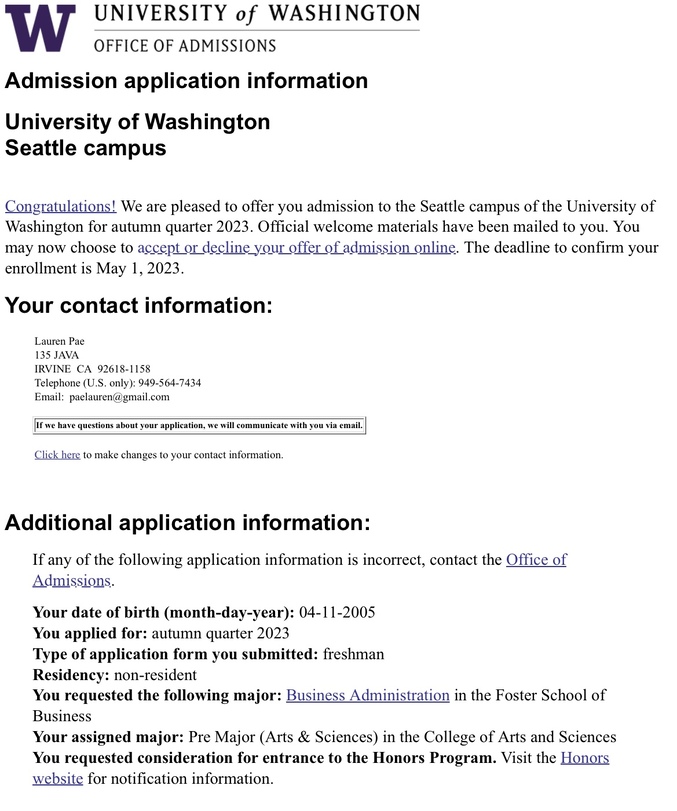 W UNIVERSITY of WASHINGTON
OFFICE OF ADMISSIONS
Admission application information
University of Washington
Seattle campus
Congratulations! We are pleased to offer you admission to the Seattle campus of the University of
Washington for autumn quarter 2023. Official welcome materials have been mailed to you. You
may now choose to accept or decline your offer of admission online. The deadline to confirm your
enrollment is May 1, 2023.
Your contact information:
Lauren Pae
135 JAVA
IRVINE CA 92618-1158
Telephone (U.S. only): 949-564-7434
Email: paelauren@gmail.com
If we have questions about your application, we will communicate with you via email.
Click here to make changes to your contact information.
Additional application information:
If any of the following application information is incorrect, contact the Office of
Admissions.
Your date of birth (month-day-year): 04-11-2005
You applied for: autumn quarter 2023
Type of application form you submitted: freshman
Residency: non-resident
You requested the following major: Business Administration in the Foster School of
Business
Your assigned major: Pre Major (Arts & Sciences) in the College of Arts and Sciences
You requested consideration for entrance to the Honors Program. Visit the Honors
website for notification information.